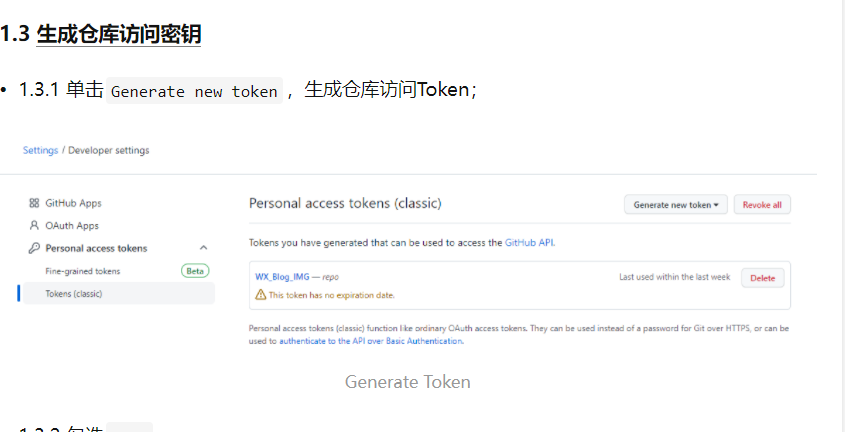 1.3 生成仓库访问密钥
• 1.3.1 单击 Generate new token ，生成仓库访问Token；
Settings / Developer settings
GitHub Apps
OAuth Apps
Personal access tokens
Fine-grained tokens Beta
Tokens (classic)
Personal access tokens (classic) Generate new token Revoke all
Tokens you have generated that can be used to access the GitHub API.
WX_Blog_IMG — repo Last used within the last week Delete
This token has no expiration date.
Personal access tokens (classic) function like ordinary OAuth access tokens. They can be used instead of a password for Git over HTTPS, or can be
used to authenticate to the API over Basic Authentication.
Generate Token